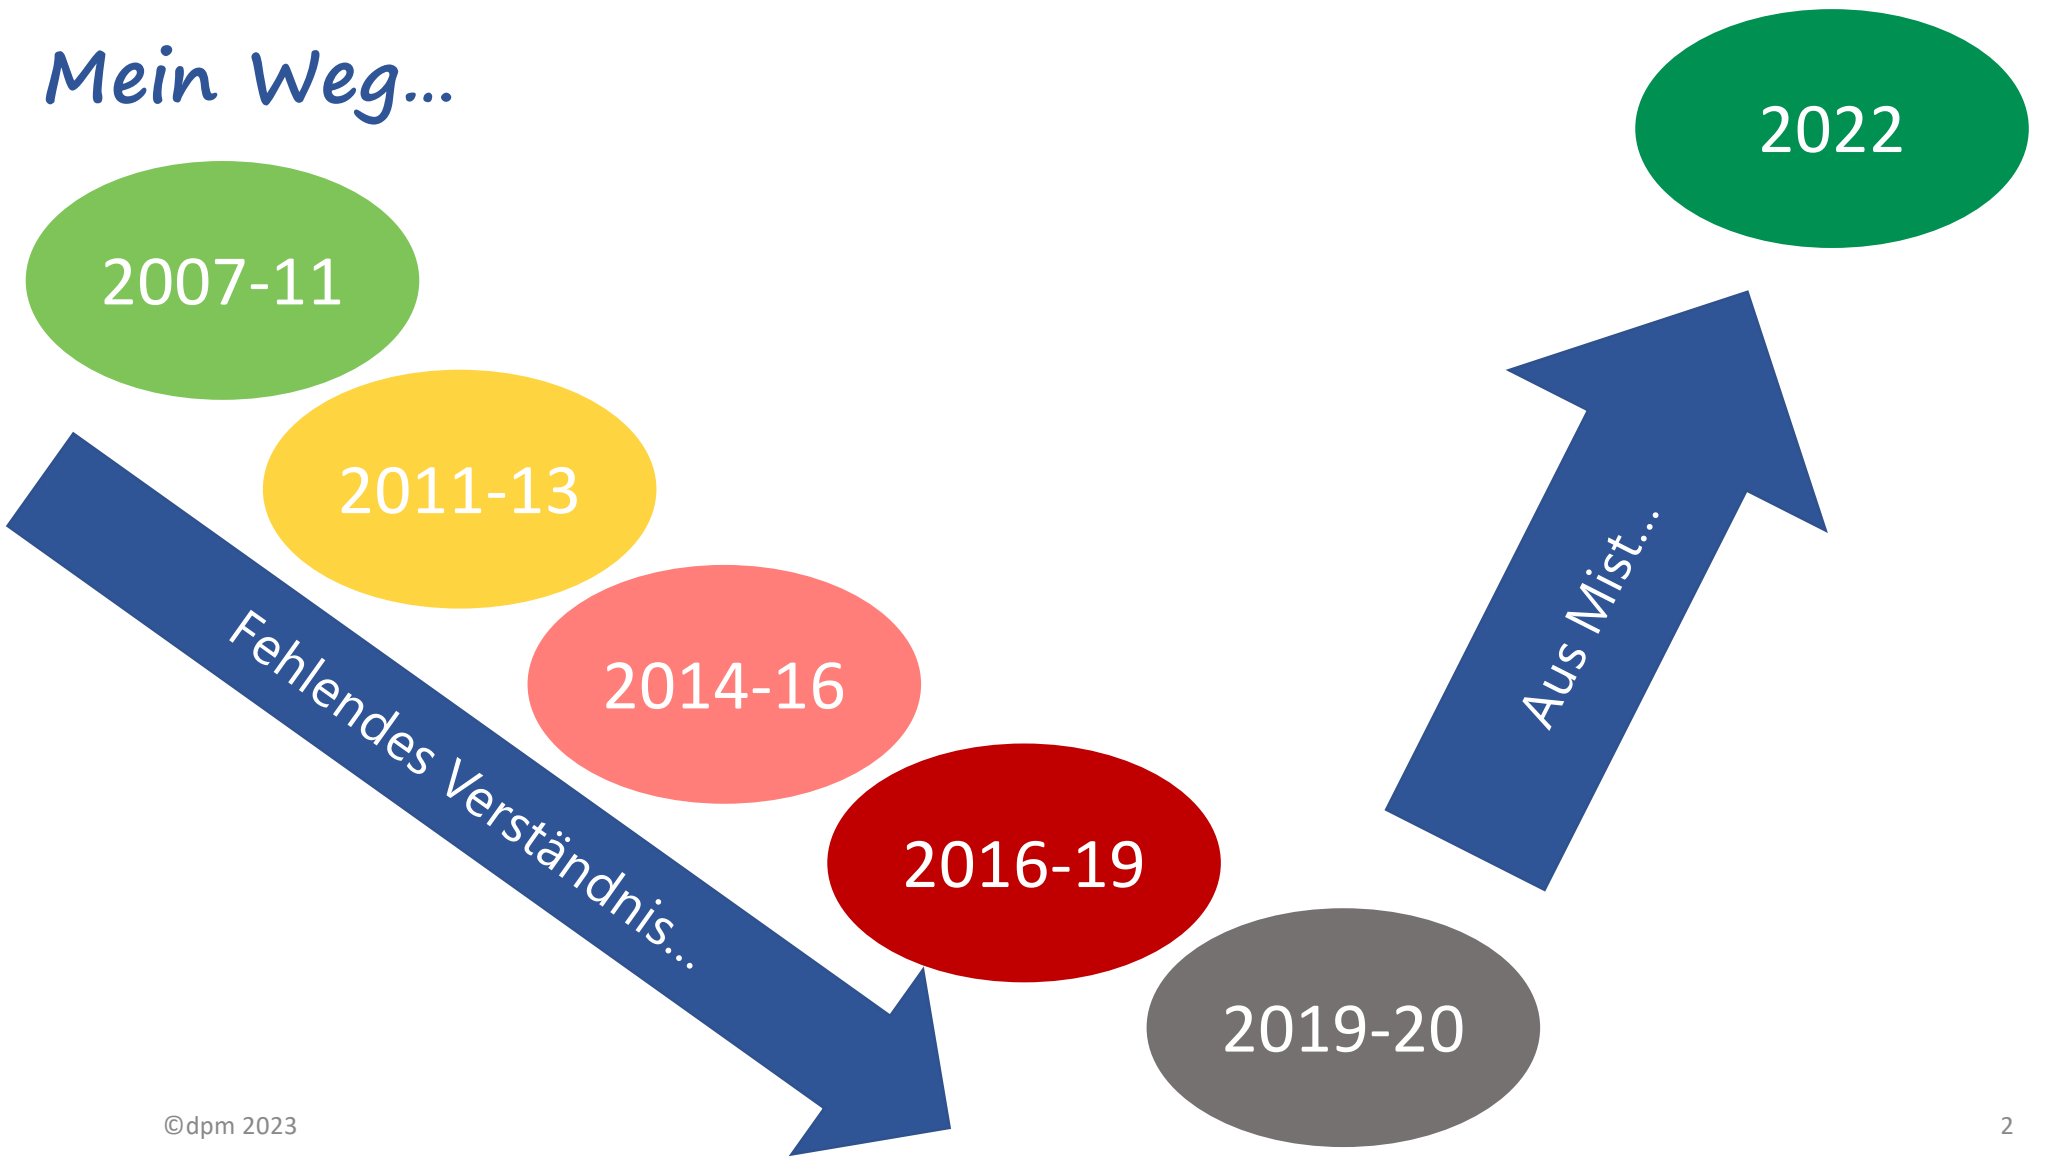 Mein Weg...
2022
2007-11
2011-13
2014-16
2016-19
2019-20
Fehlendes Verständnis...
Aus Mist...
©dpm 2023
2